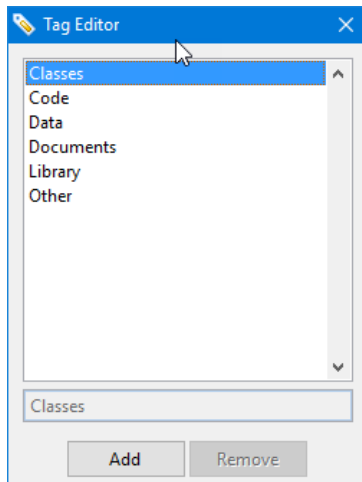 Tag Editor
Classes
Code
Data
Documents
Library
Other
Classes
Add Remove